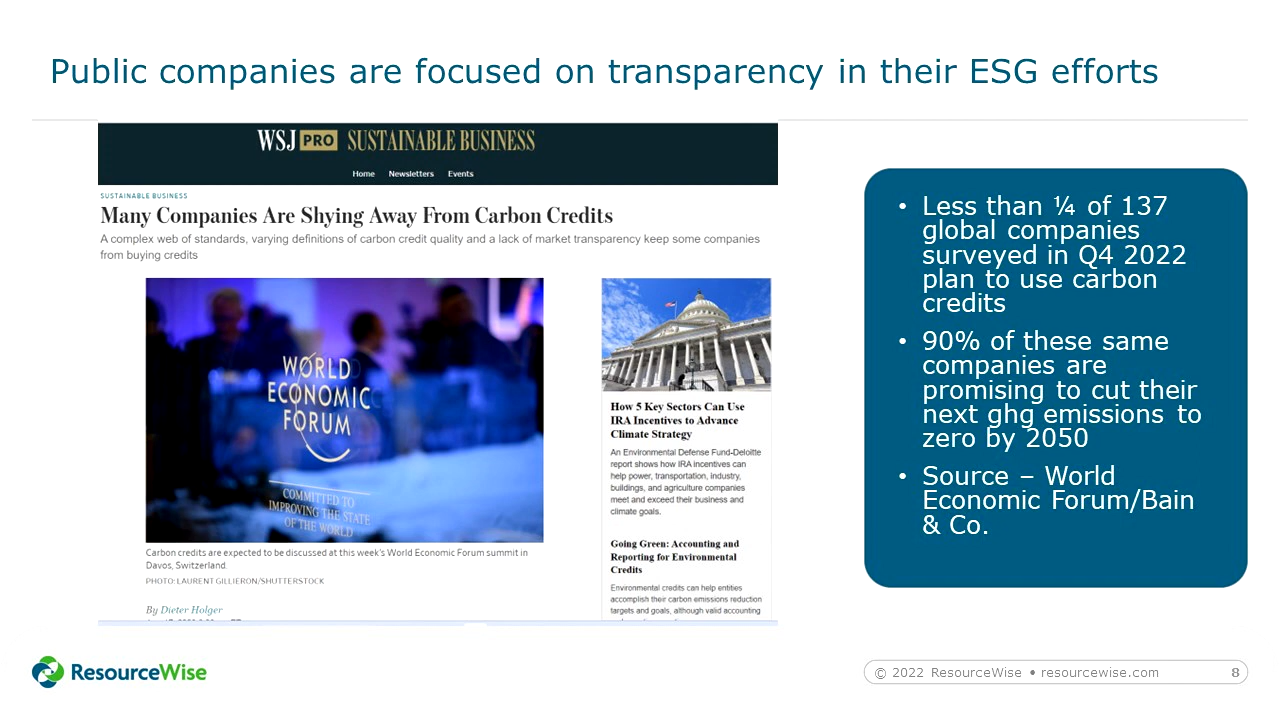 Public companies are focused on transparency in their ESG efforts
WSJ PRO SUSTAINABLE BUSINESS
Home Newsletters Events
SUSTAINABLE BUSINESS
Many Companies Are Shying Away From Carbon Credits
A complex web of standards, varying definitions of carbon credit quality and a lack of market transparency keep some companies
from buying credits
WORLD
ECONOMIC
FORUM
COMMITTED TO
IMPROVING THE STATE
OF THE WORLD
Carbon credits are expected to be discussed at this week's World Economic Forum summit in
Davos, Switzerland.
PHOTO: LAURENT GILLIERON/SHUTTERSTOCK
By Dieter Holger
How 5 Key Sectors Can Use
IRA Incentives to Advance
Climate Strategy
An Environmental Defense Fund-Deloitte
report shows how IRA incentives can
help power, transportation, industry,
buildings, and agriculture companies
meet and exceed their business and
climate goals.
Going Green: Accounting and
Reporting for Environmental
Credits
Environmental credits can help entities
accomplish their carbon emissions reduction
targets and goals, although valid accounting
• Less than ¼ of 137
global companies
surveyed in Q4 2022
plan to use carbon
credits
• 90% of these same
companies are
promising to cut their
next ghg emissions to
zero by 2050
• Source – World
Economic Forum/Bain
& Co.
ResourceWise
© 2022 ResourceWise • resourcewise.com 8